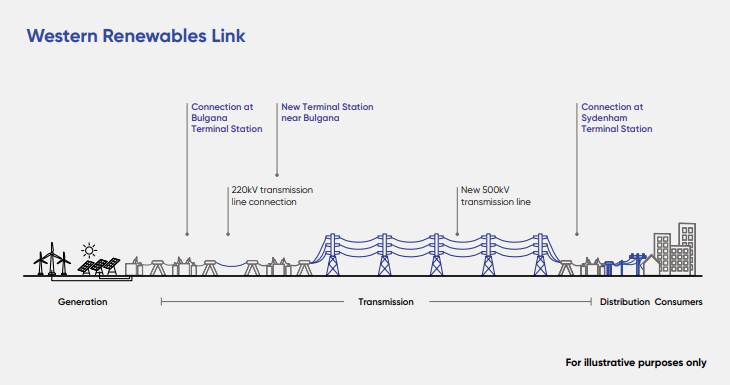 Western Renewables Link
Connection at
Bulgana
Terminal Station
New Terminal Station
near Bulgana
Connection at
Sydenham
Terminal Station
220kV transmission
line connection
New 500kV
transmission line
Generation
Transmission
Distribution Consumers
For illustrative purposes only